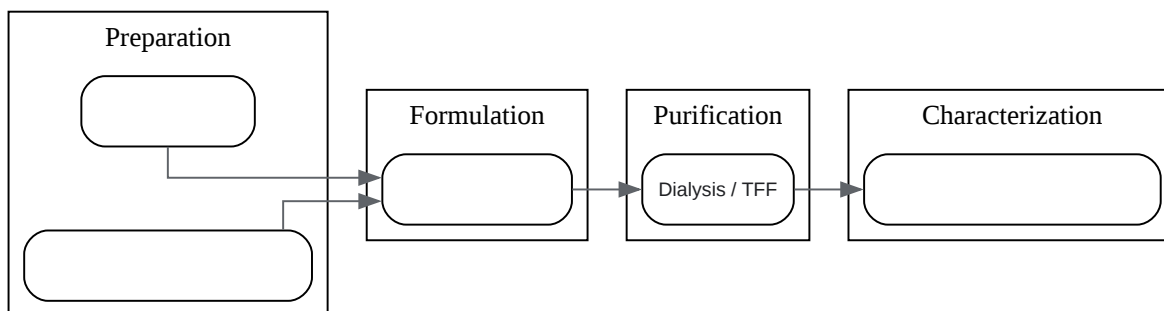 Preparation
Formulation
Purification
Characterization
Dialysis / TFF